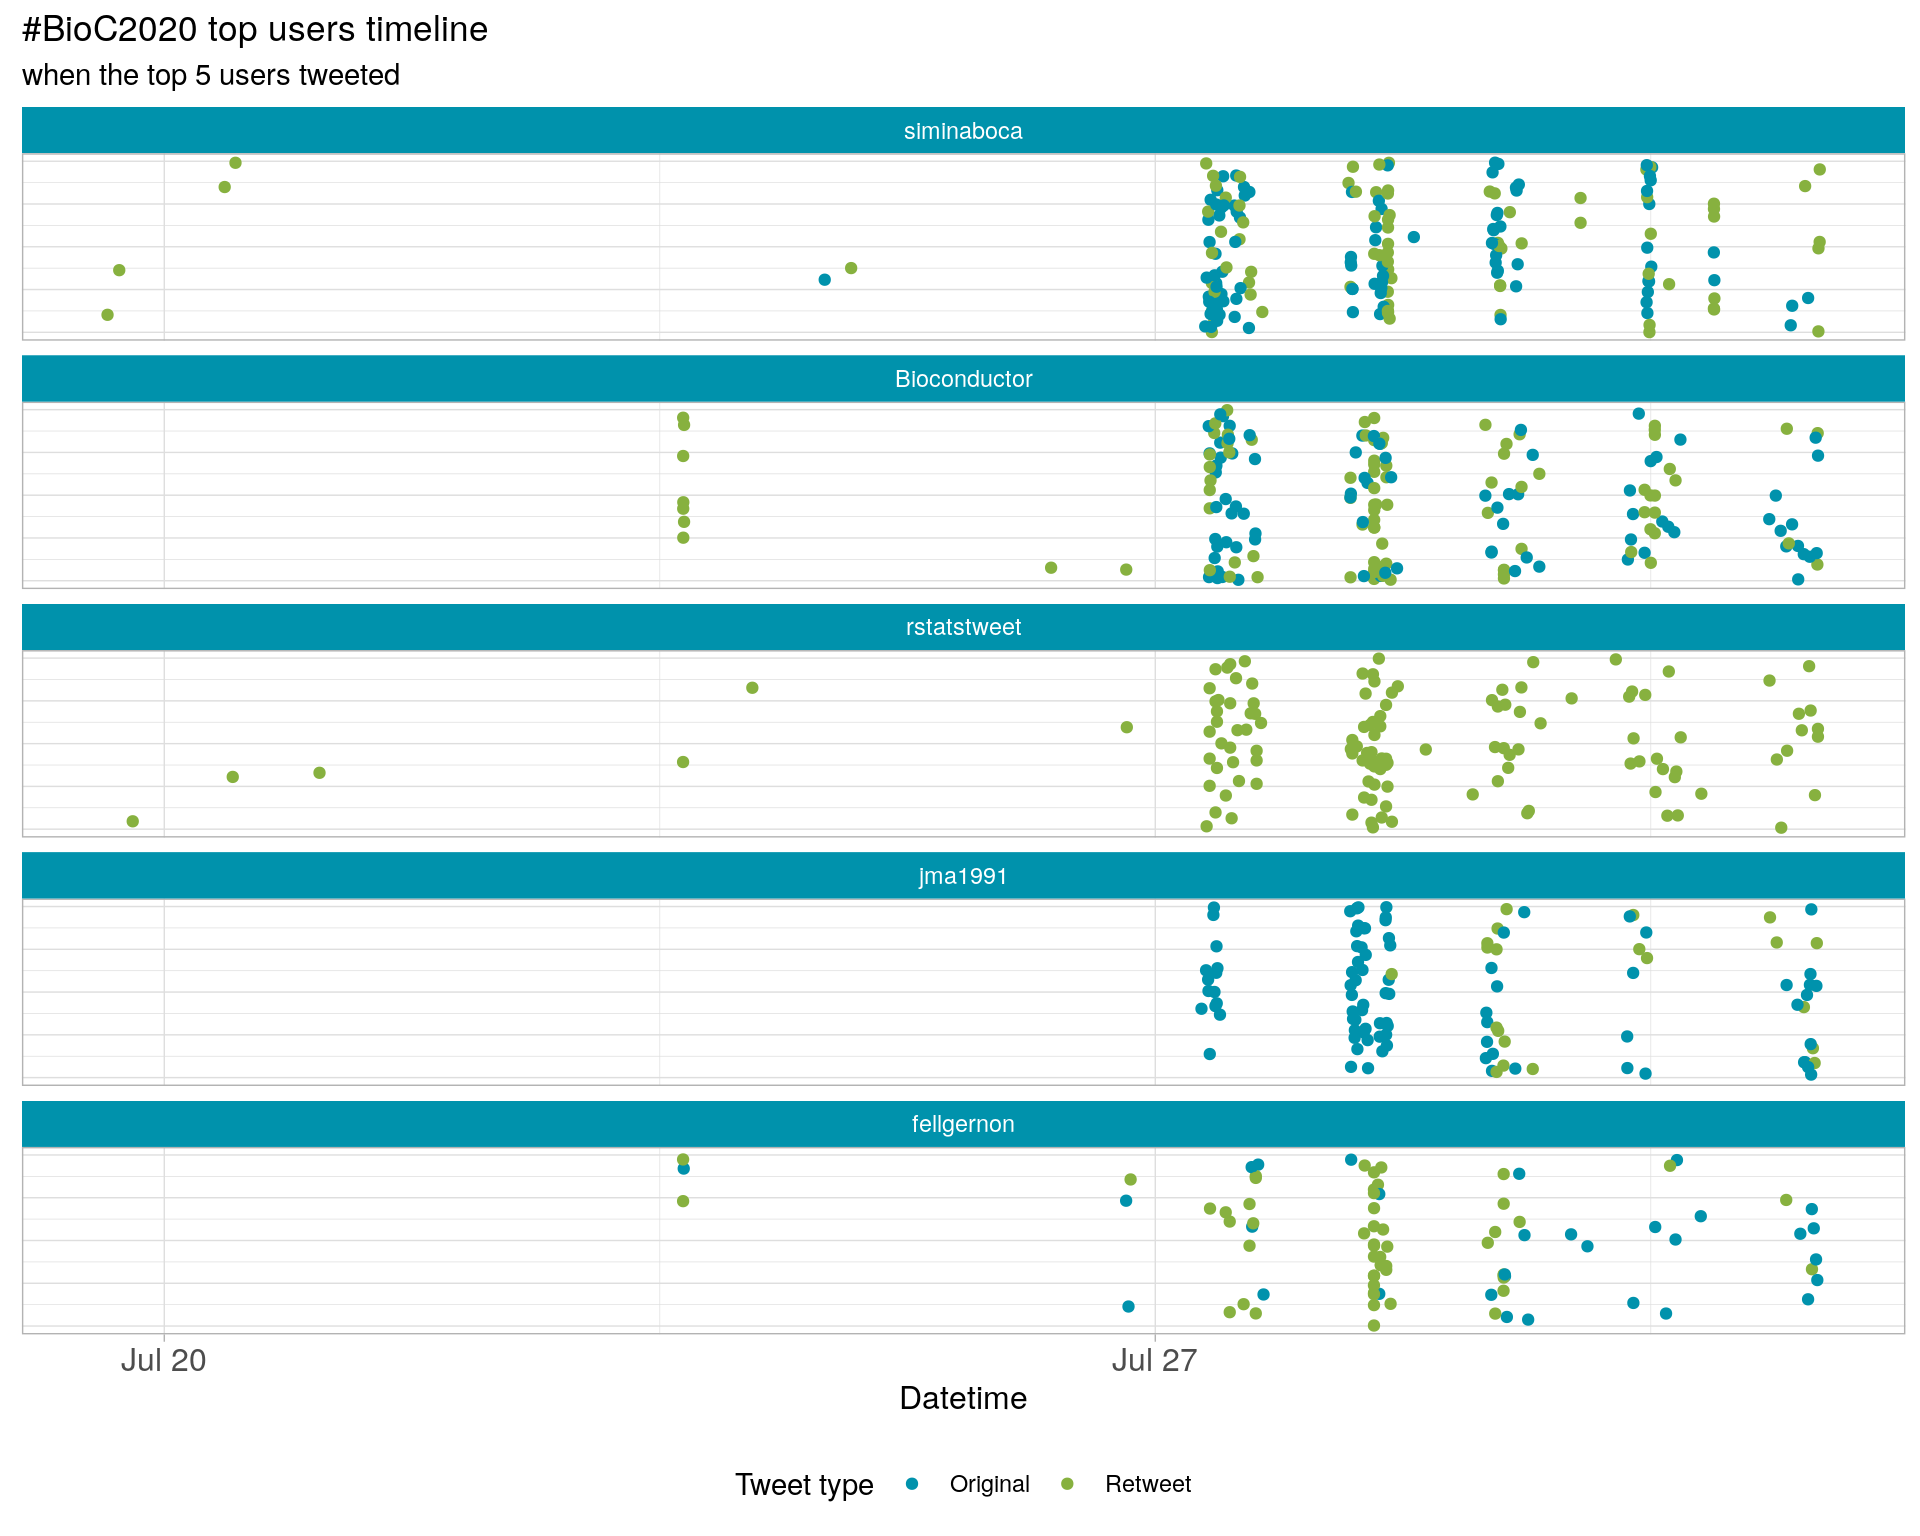 #BioC2020 top users timeline
when the top 5 users tweeted
siminaboca
Bioconductor
rstatstweet
jma1991
fellgernon
Jul 20 Jul 27
Datetime
Tweet type Original Retweet